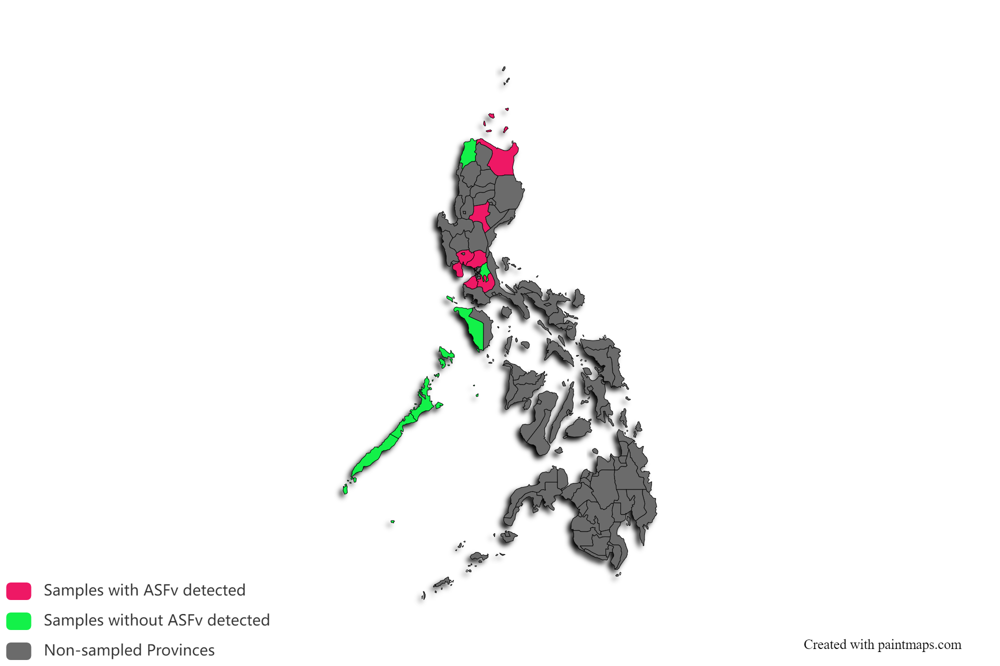 Samples with ASFv detected
Samples without ASFv detected
Non-sampled Provinces
Created with paintmaps.com